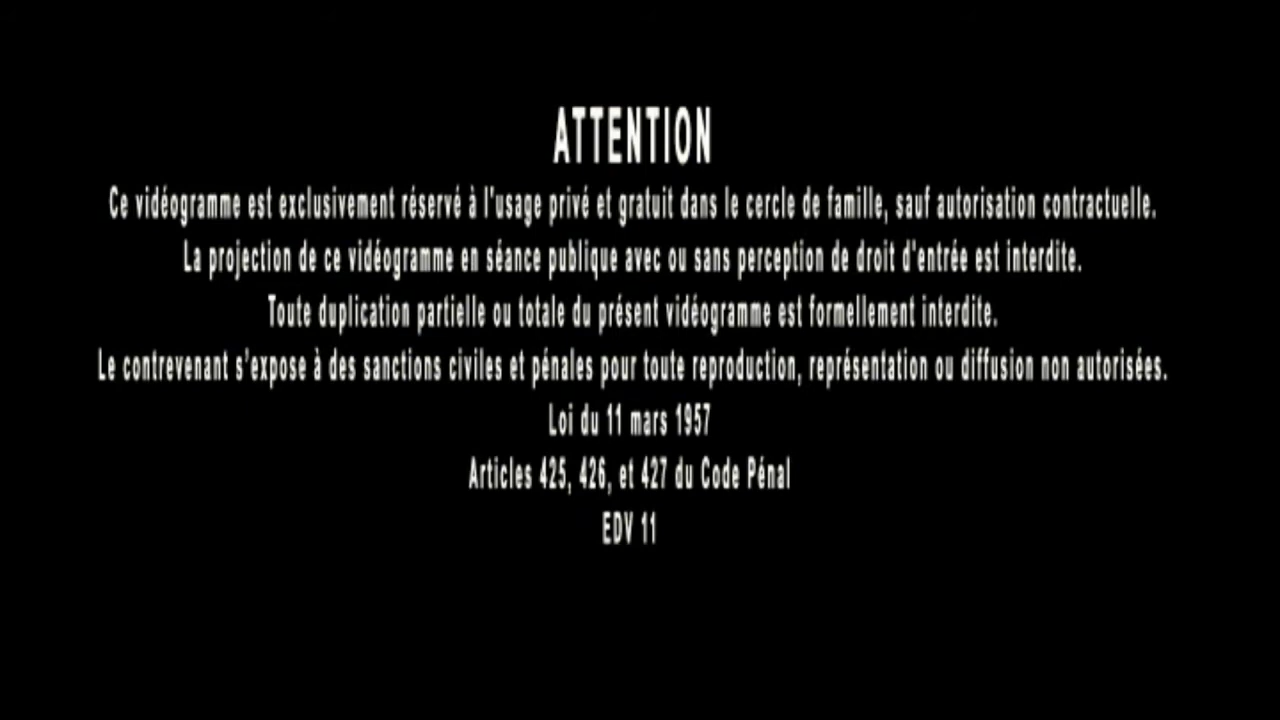 ATTENTION
Ce vidéogramme est exclusivement réservé à l'usage privé et gratuit dans le cercle de famille, sauf autorisation contractuelle.
La projection de ce vidéogramme en séance publique avec ou sans perception de droit d'entrée est interdite.
Toute duplication partielle ou totale du présent vidéogramme est formellement interdite.
Le contrevenant s'expose à des sanctions civiles et pénales pour toute reproduction, représentation ou diffusion non autorisées.
Loi du 11 mars 1957
Articles 425, 426, et 427 du Code Pénal
EDV 11